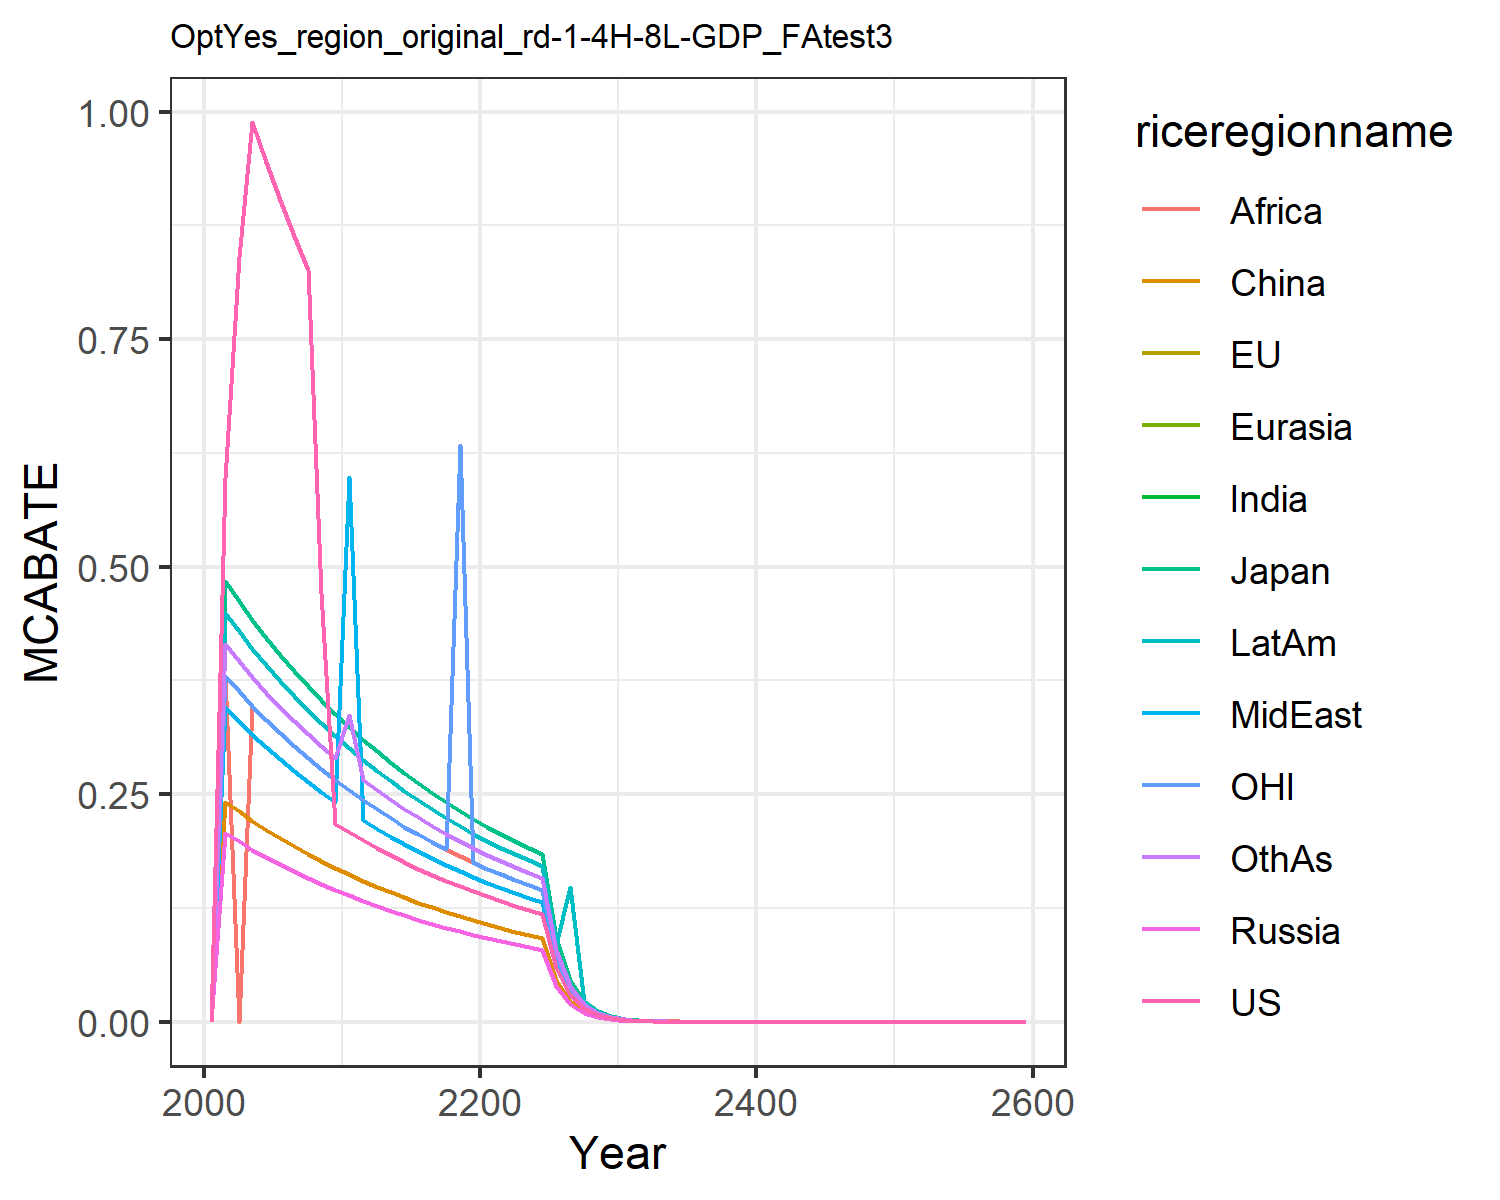 OptYes_region_original_rd-1-4H-8L-GDP_FAtest3
1.00
0.75
0.50
0.25
0.00
MCABATE
2000
2200
2400
2600
Year
riceregionname
Africa
China
EU
Eurasia
India
Japan
LatAm
MidEast
OHI
OthAs
Russia
US